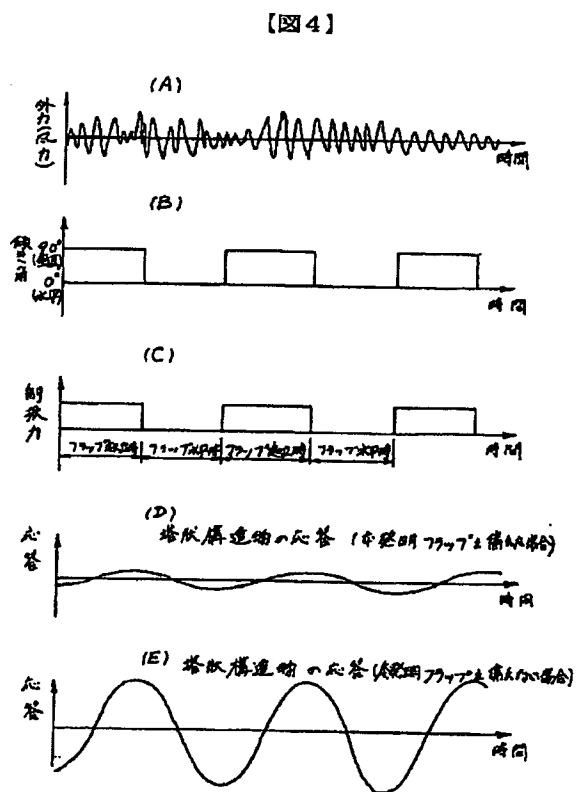 【図4】
(A)
外力(反力)
時間
(B)
傾斜角
90°
(垂直)
0°
(水平)
時間
(C)
制振力
フラップ垂直時 フラップ水平時 フラップ垂直時 フラップ水平時
時間
(D)
塔状構造物の応答 (本発明フラップを備えた場合)
応答
時間
(E) 塔状構造物の応答 (本発明フラップを備えない場合)
応答
時間